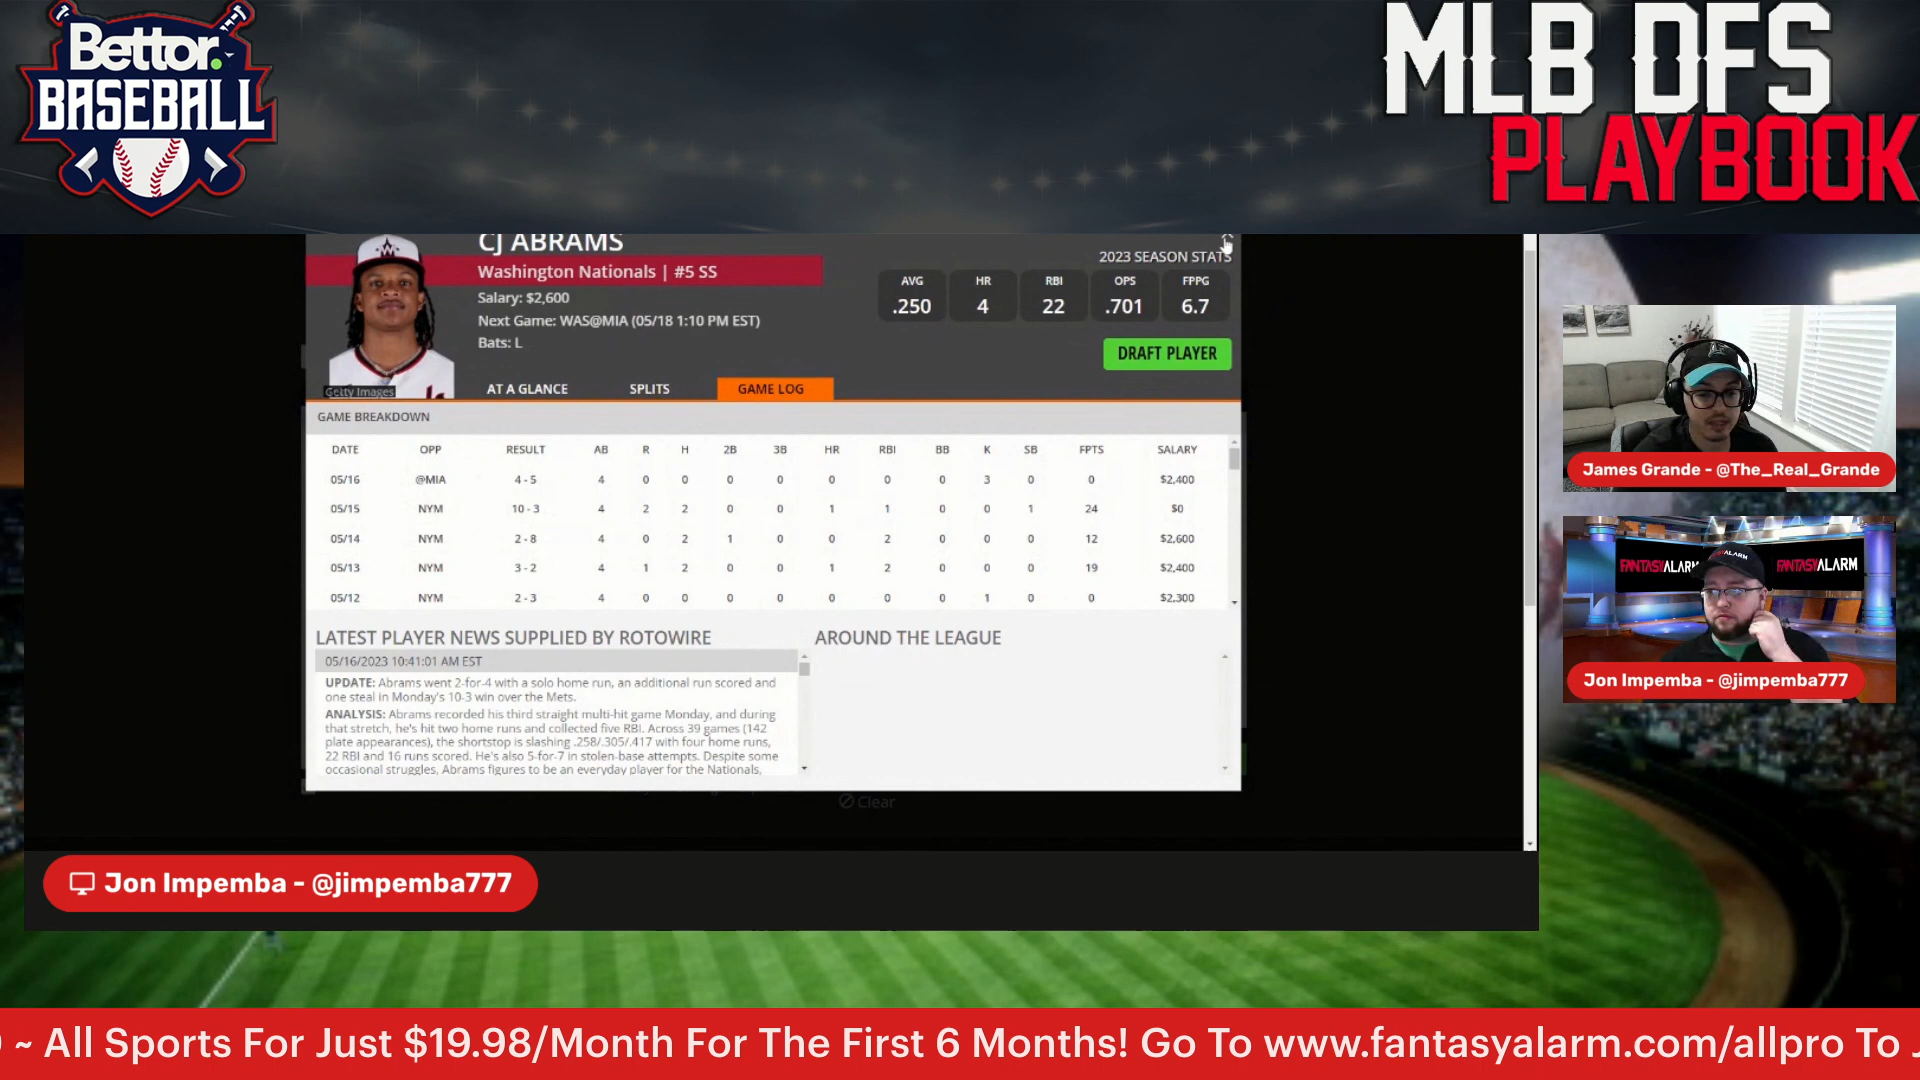 Bettor.
BASEBALL
MLB DFS
PLAYBOOK
CJ ABRAMS
Washington Nationals | #5 SS
Salary: $2,600
Next Game: WAS@MIA (05/18 1:10 PM EST)
Bats: L
Getty Images
2023 SEASON STATS
AVG HR RBI OPS FPPG
.250 4 22 .701 6.7
DRAFT PLAYER
AT A GLANCE SPLITS GAME LOG
GAME BREAKDOWN
DATE OPP RESULT AB R H 2B 3B HR RBI BB K SB FPTS SALARY
05/16 @MIA 4 - 5 4 0 0 0 0 0 0 0 3 0 0 $2,400
05/15 NYM 10 - 3 4 2 2 0 0 1 1 0 0 1 24 $0
05/14 NYM 2 - 8 4 0 2 1 0 0 2 0 0 0 12 $2,600
05/13 NYM 3 - 2 4 1 2 0 0 1 2 0 0 0 19 $2,400
05/12 NYM 2 - 3 4 0 0 0 0 0 0 0 1 0 0 $2,300
LATEST PLAYER NEWS SUPPLIED BY ROTOWIRE
05/16/2023 10:41:01 AM EST
UPDATE: Abrams went 2-for-4 with a solo home run, an additional run scored and
one steal in Monday's 10-3 win over the Mets.
ANALYSIS: Abrams recorded his third straight multi-hit game Monday, and during
that stretch, he's hit two home runs and collected five RBI. Across 39 games (142
plate appearances), the shortstop is slashing .258/.305/.417 with four home runs,
22 RBI and 16 runs scored. He's also 5-for-7 in stolen-base attempts. Despite some
occasional struggles, Abrams figures to be an everyday player for the Nationals,
AROUND THE LEAGUE
Clear
James Grande - @The_Real_Grande
FANTASYALARM
FANTASYALARM
Jon Impemba - @jimpemba777
Jon Impemba - @jimpemba777
~ All Sports For Just $19.98/Month For The First 6 Months! Go To www.fantasyalarm.com/allpro To